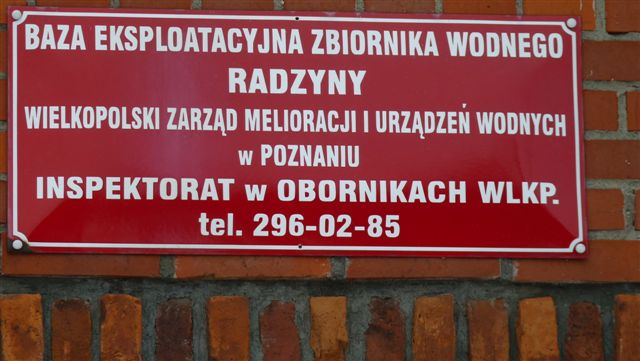 BAZA EKSPLOATACYJNA ZBIORNIKA WODNEGO
RADZYNY
WIELKOPOLSKI ZARZĄD MELIORACJI I URZĄDZEŃ WODNYCH
w POZNANIU
INSPEKTORAT w OBORNIKACH WLKP.
tel. 296-02-85